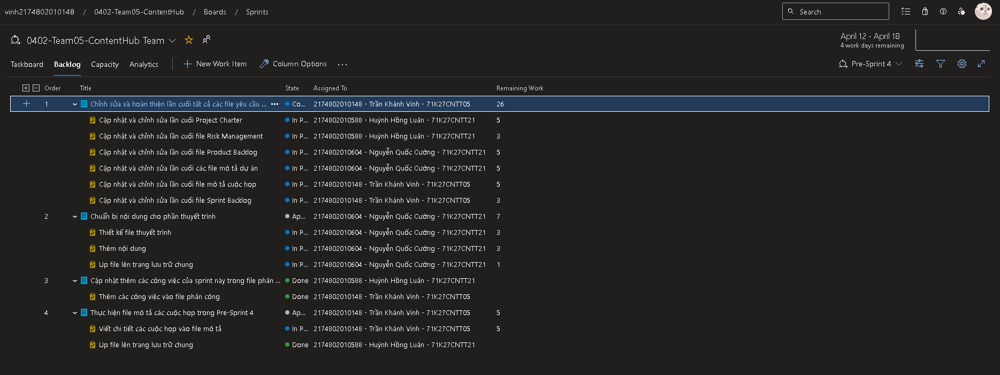 vinh2174802010148 / 0402-Team05-ContentHub / Boards / Sprints
Search
0402-Team05-ContentHub Team
April 12 - April 18
4 work days remaining
Taskboard Backlog Capacity Analytics New Work Item Column Options ...
Pre-Sprint 4
Order Title State Assigned To Remaining Work
1 Chỉnh sửa và hoàn thiện lần cuối tất cả các file yêu cầu ... Co... 2174802010148 - Trần Khánh Vinh - 71K27CNTT05 26
Cập nhật và chỉnh sửa lần cuối Project Charter In P... 2174802010588 - Huỳnh Hồng Luân - 71K27CNTT21 5
Cập nhật và chỉnh sửa lần cuối file Risk Management In P... 2174802010588 - Huỳnh Hồng Luân - 71K27CNTT21 3
Cập nhật và chỉnh sửa lần cuối file Product Backlog In P... 2174802010604 - Nguyễn Quốc Cường - 71K27CNTT21 5
Cập nhật và chỉnh sửa lần cuối các file mô tả dự án In P... 2174802010604 - Nguyễn Quốc Cường - 71K27CNTT21 5
Cập nhật và chỉnh sửa lần cuối file mô tả cuộc họp In P... 2174802010148 - Trần Khánh Vinh - 71K27CNTT05 5
Cập nhật và chỉnh sửa lần cuối file Sprint Backlog In P... 2174802010148 - Trần Khánh Vinh - 71K27CNTT05 3
2 Chuẩn bị nội dung cho phần thuyết trình Ap... 2174802010604 - Nguyễn Quốc Cường - 71K27CNTT21 7
Thiết kế file thuyết trình In P... 2174802010604 - Nguyễn Quốc Cường - 71K27CNTT21 3
Thêm nội dung In P... 2174802010604 - Nguyễn Quốc Cường - 71K27CNTT21 3
Up file lên trang lưu trữ chung In P... 2174802010604 - Nguyễn Quốc Cường - 71K27CNTT21 1
3 Cập nhật thêm các công việc của sprint này trong file phân ... Done 2174802010588 - Huỳnh Hồng Luân - 71K27CNTT21
Thêm các công việc vào file phân công Done 2174802010148 - Trần Khánh Vinh - 71K27CNTT05
4 Thực hiện file mô tả các cuộc họp trong Pre-Sprint 4 Ap... 2174802010148 - Trần Khánh Vinh - 71K27CNTT05 5
Viết chi tiết các cuộc họp vào file mô tả In P... 2174802010148 - Trần Khánh Vinh - 71K27CNTT05 5
Up file lên trang lưu trữ chung Done 2174802010588 - Huỳnh Hồng Luân - 71K27CNTT21